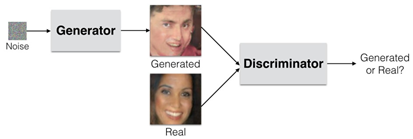 Noise
Generator
Generated
Real
Discriminator
Generated
or Real?